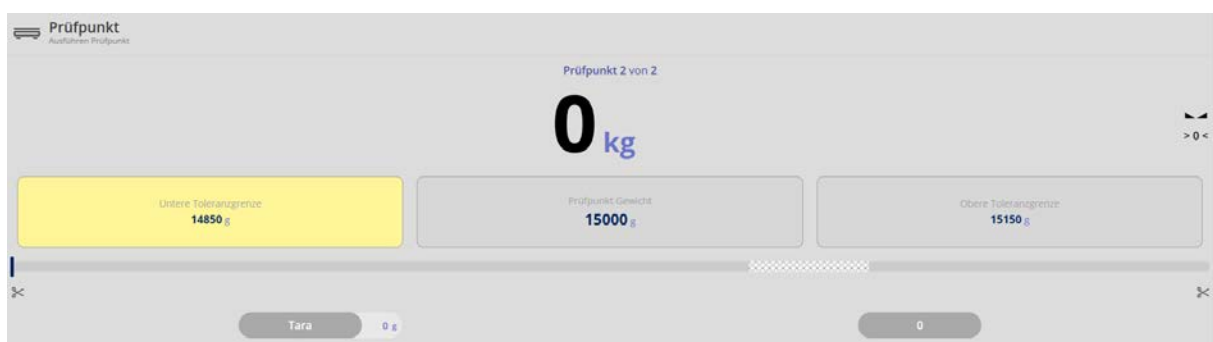 Prüfpunkt
Ausführen Prüfpunkt
Prüfpunkt 2 von 2
0 kg
> 0 <
Untere Toleranzgrenze
14850 g
Prüfpunkt Gewicht
15000 g
Obere Toleranzgrenze
15150 g
Tara 0 g
0